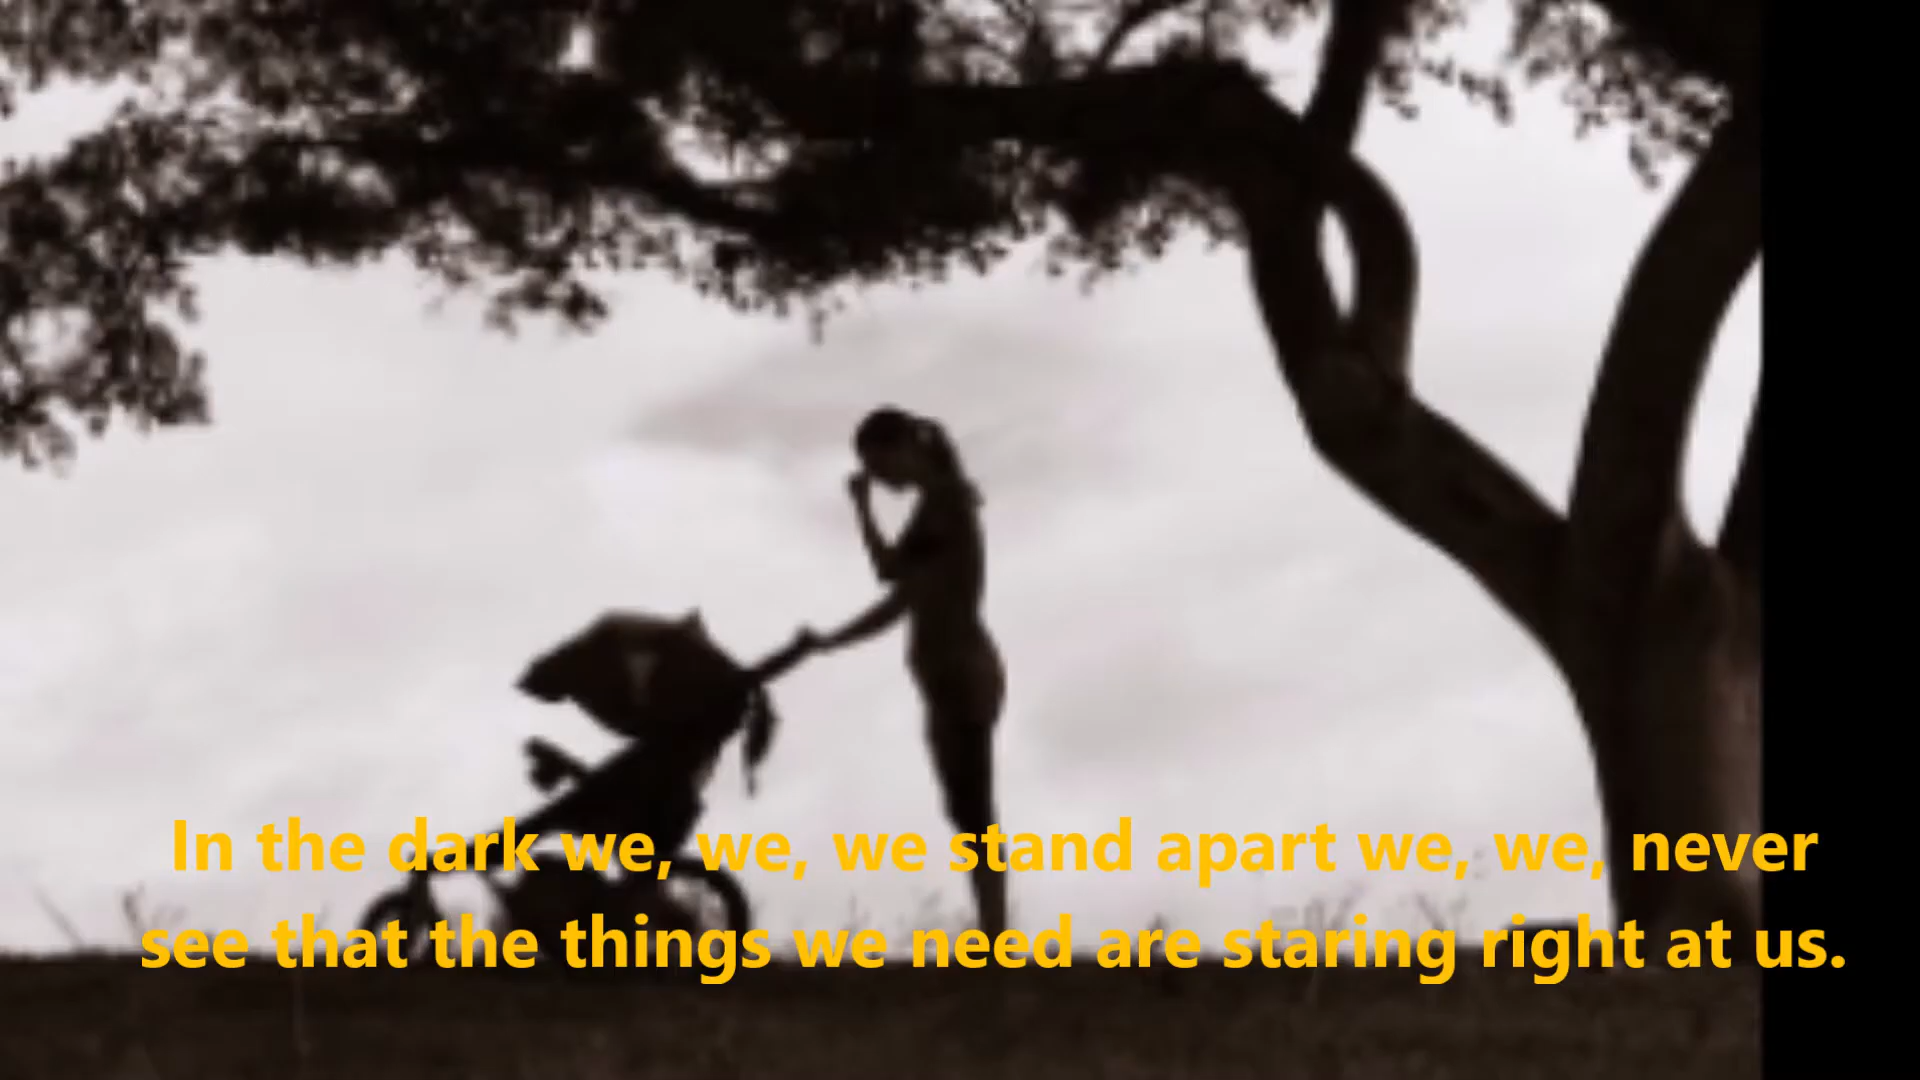 In the dark we, we, we stand apart we, we, never
see that the things we need are staring right at us.